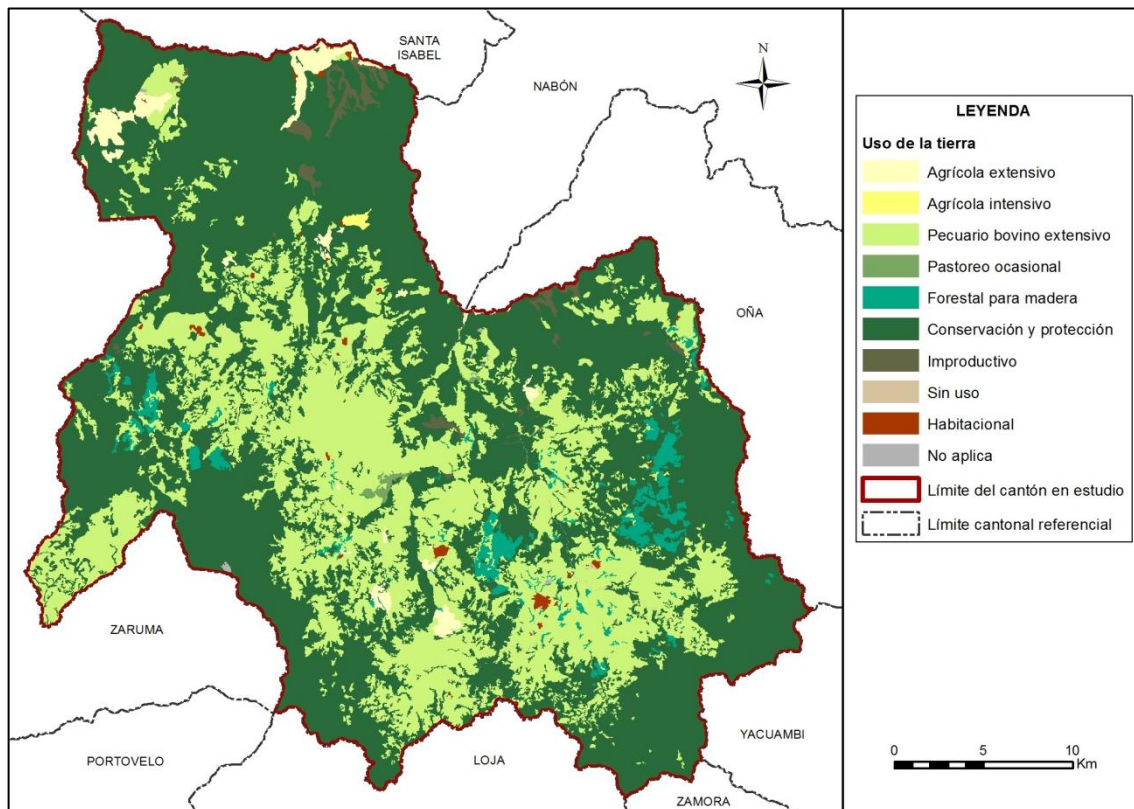 SANTA
ISABEL
N
NABÓN
OÑA
ZARUMA
PORTOVELO
LOJA
YACUAMBI
ZAMORA
LEYENDA
Uso de la tierra
Agrícola extensivo
Agrícola intensivo
Pecuario bovino extensivo
Pastoreo ocasional
Forestal para madera
Conservación y protección
Improductivo
Sin uso
Habitacional
No aplica
Límite del cantón en estudio
Límite cantonal referencial
0 5 10
Km